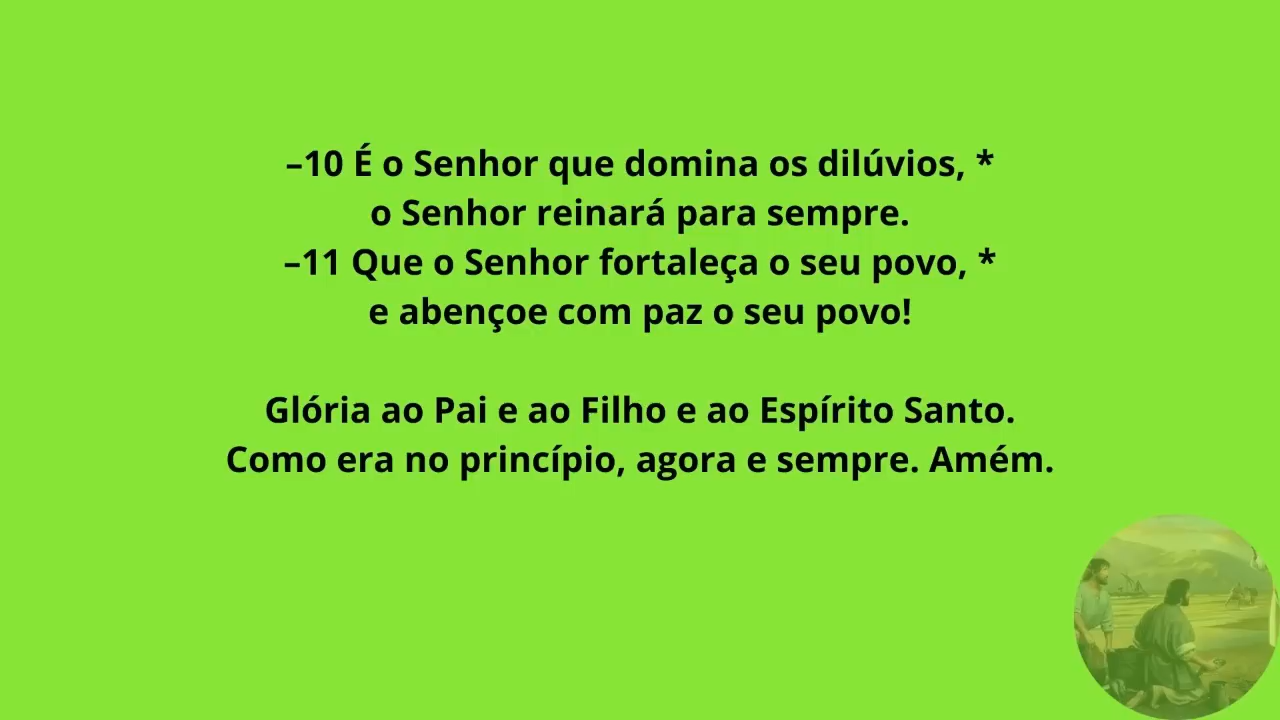 –10 É o Senhor que domina os dilúvios, *
o Senhor reinará para sempre.
–11 Que o Senhor fortaleça o seu povo, *
e abençoe com paz o seu povo!
Glória ao Pai e ao Filho e ao Espírito Santo.
Como era no princípio, agora e sempre. Amém.